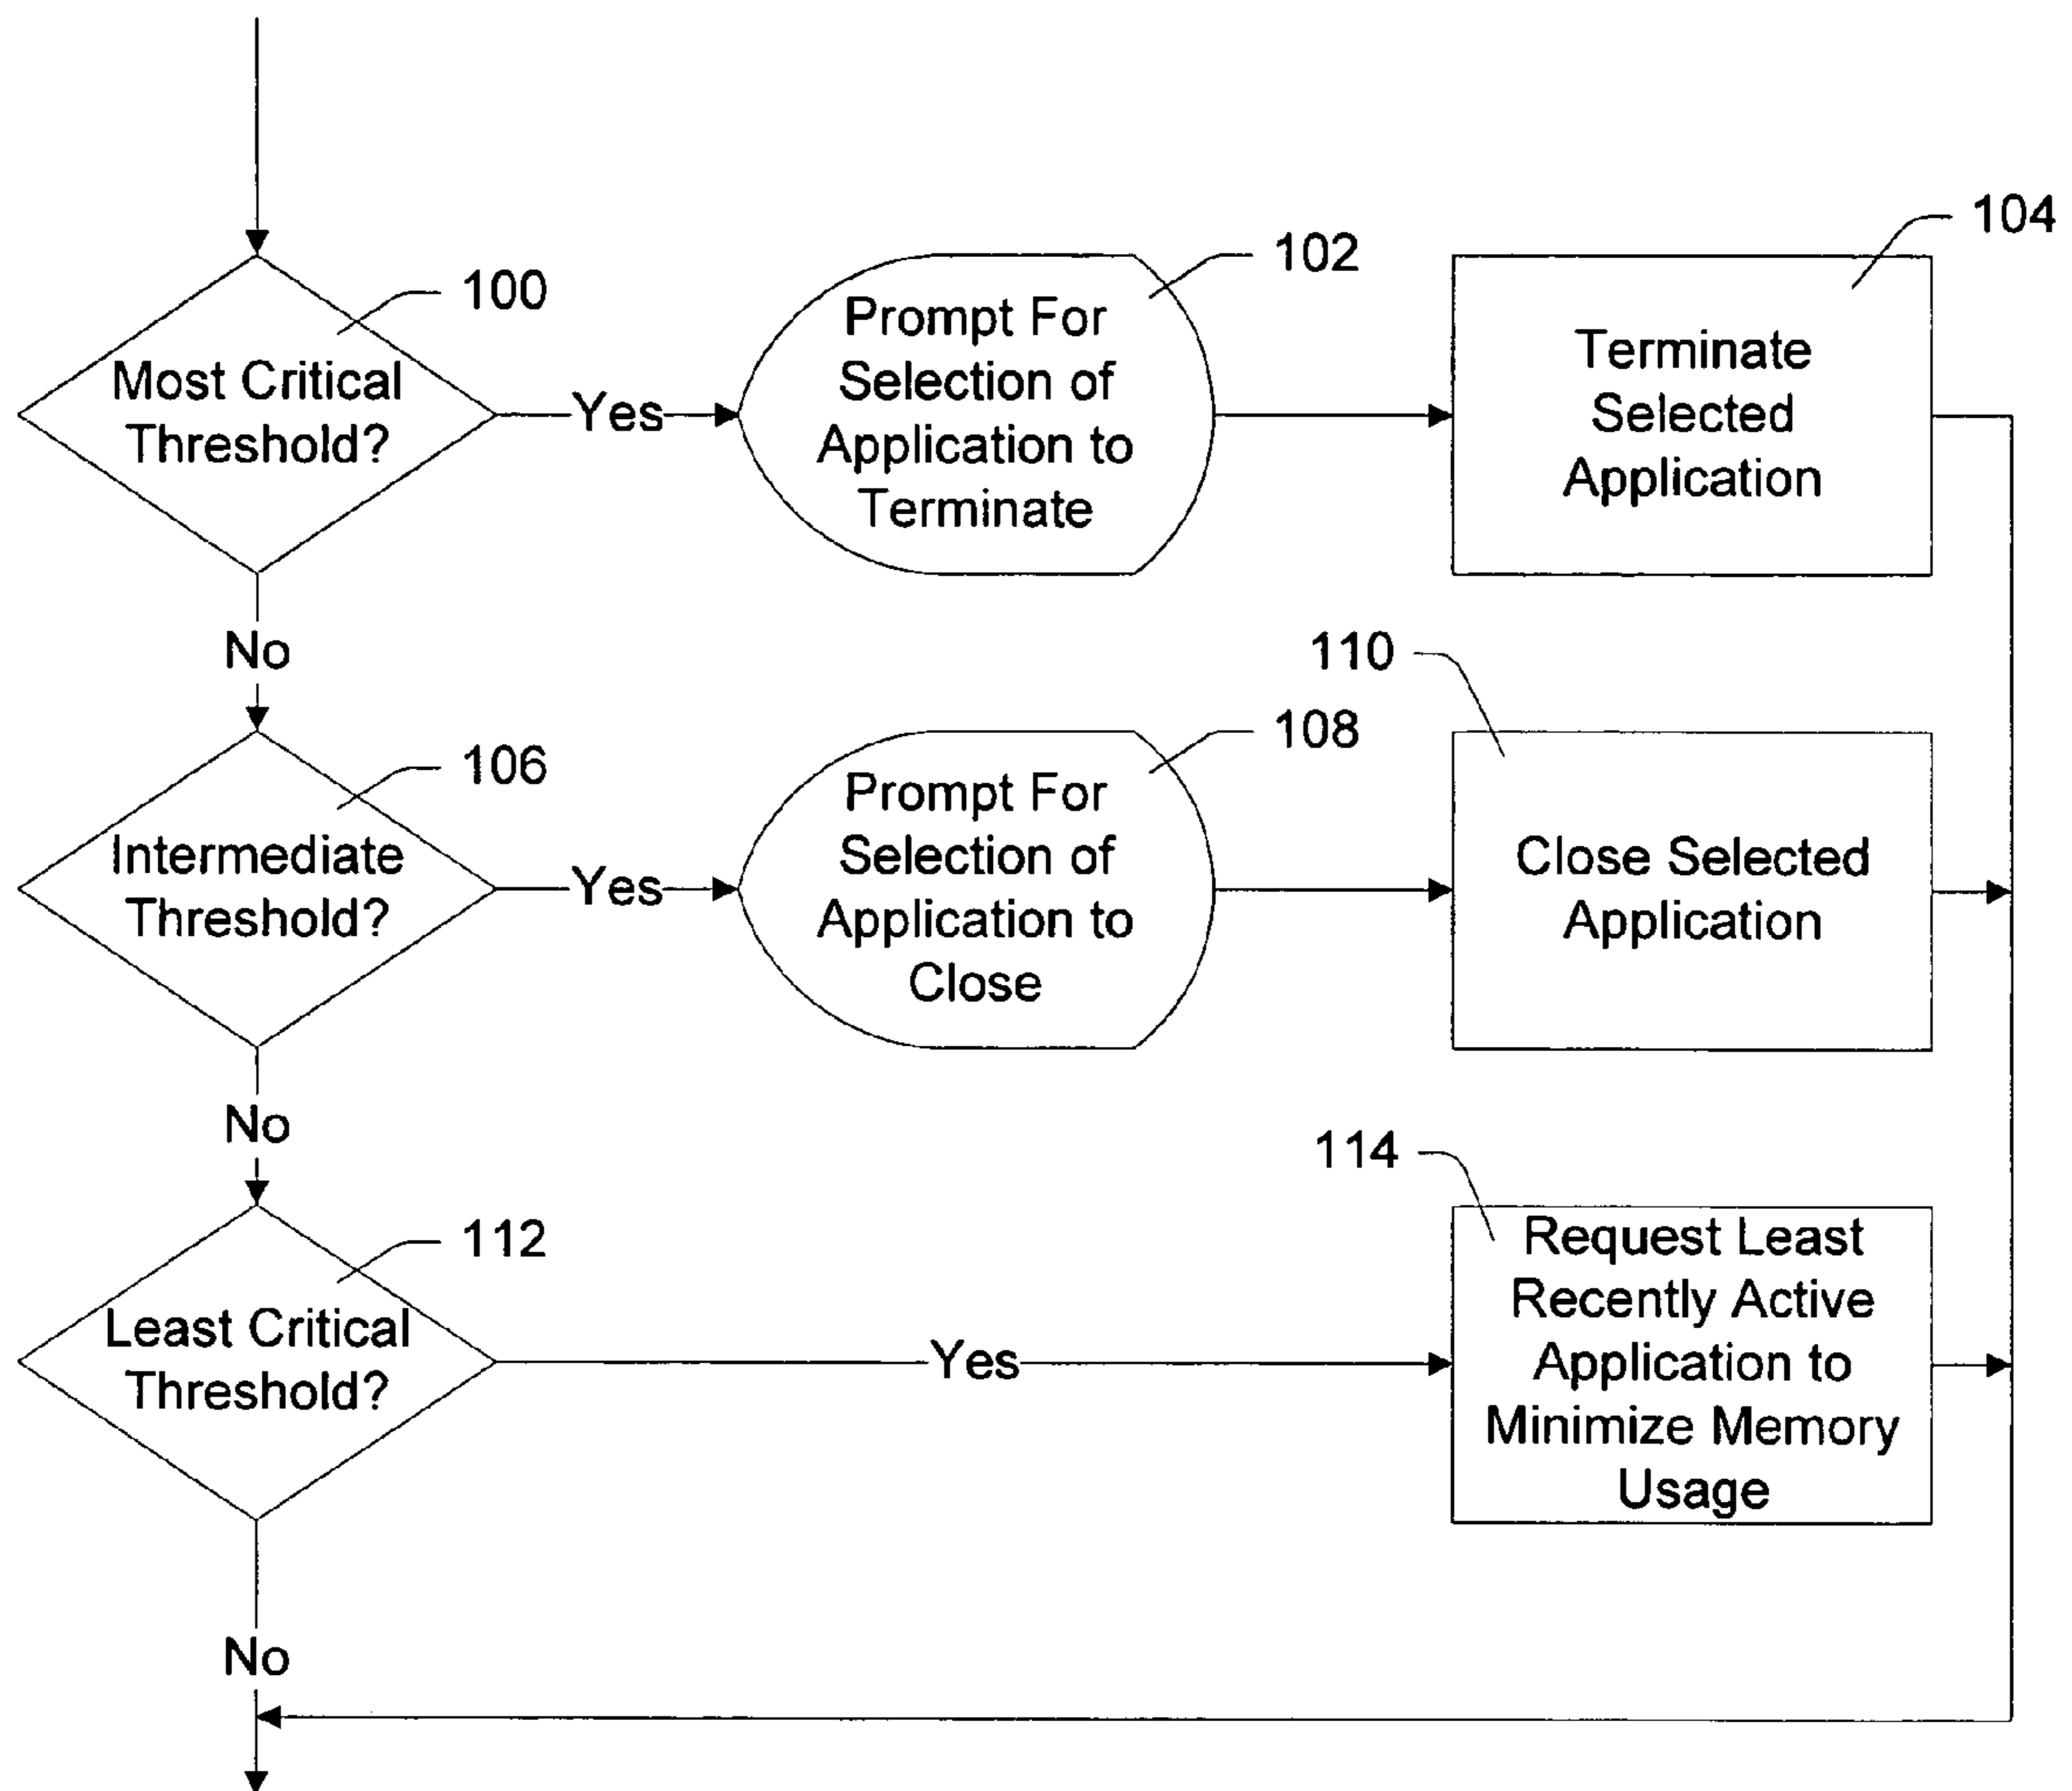 104
102
100
Prompt For
Selection of
Application to
Terminate
Terminate
Selected
Application
Most Critical
Threshold?
Yes
No
110
108
106
Prompt For
Selection of
Application to
Close
Intermediate
Threshold?
Yes
Close Selected
Application
No
114
112
Request Least
Recently Active
Application to
Minimize Memory
Usage
Least Critical
Threshold?
Yes
No